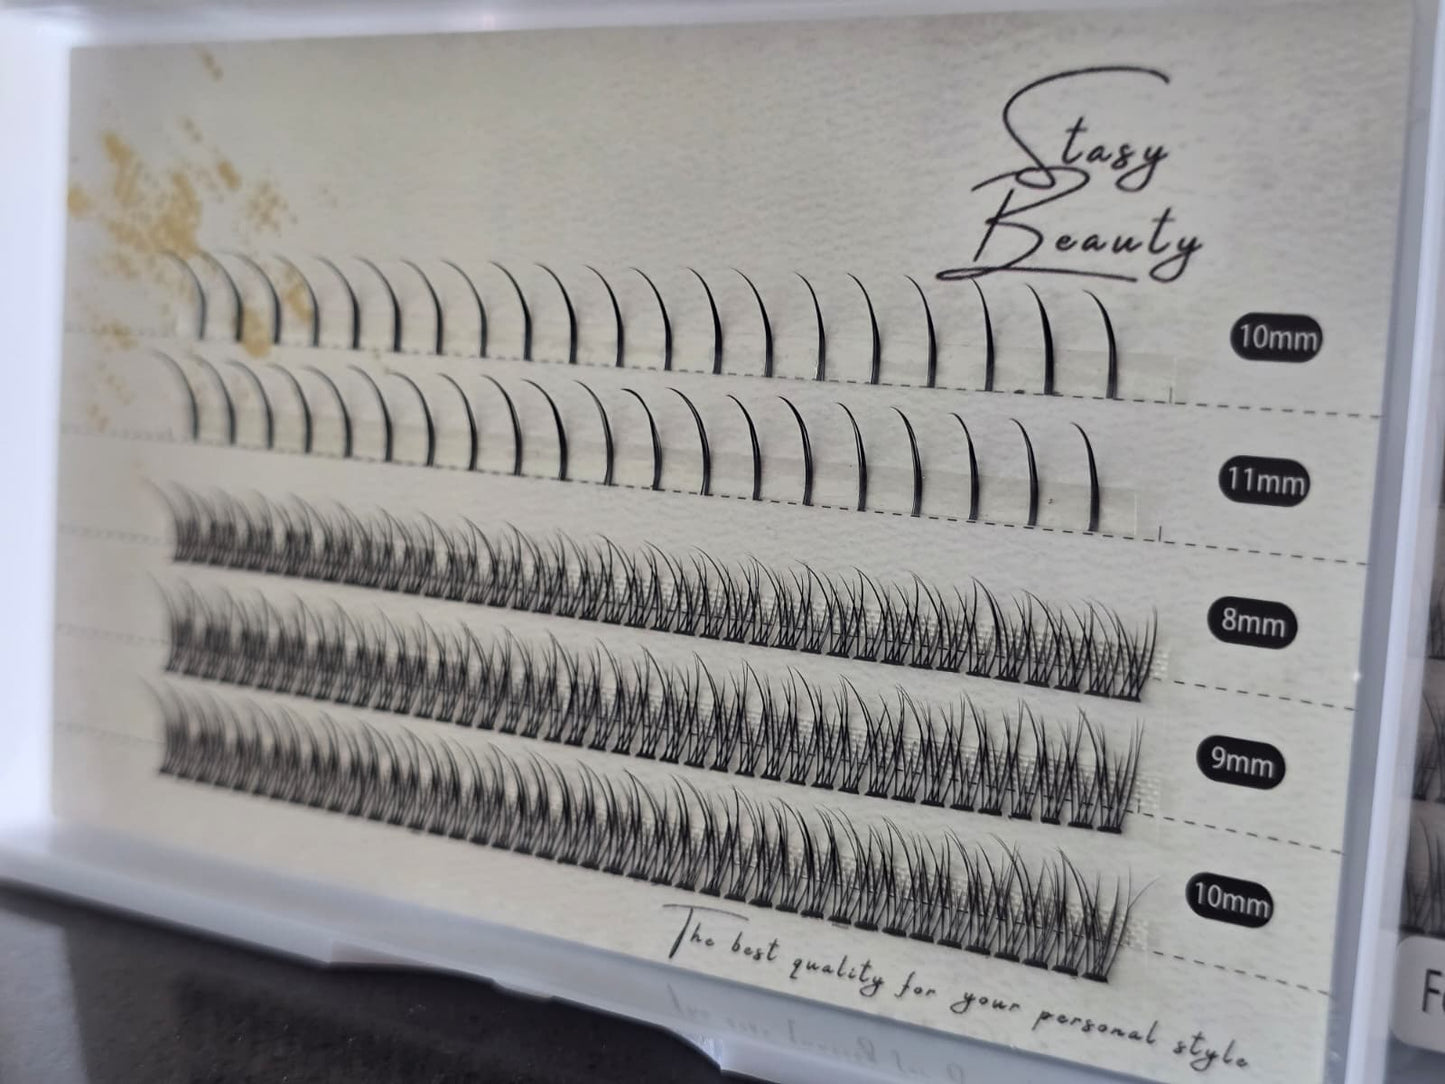 Stasy
Beauty
10mm
11mm
8mm
9mm
10mm
The best quality for your personal style